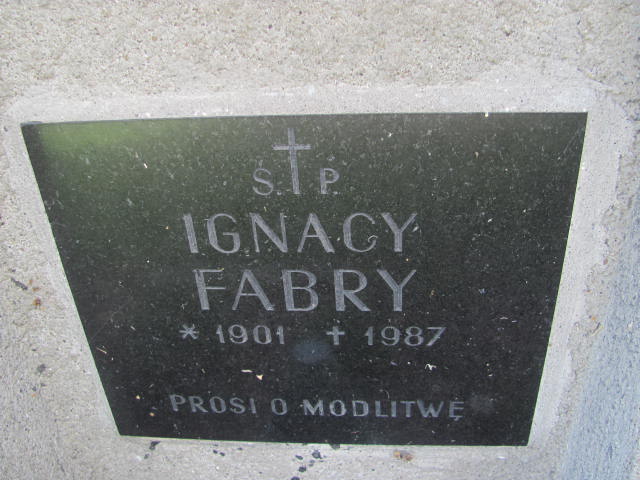 Ś. † P.
IGNACY
FABRY
* 1901 † 1987
PROSI O MODLITWĘ